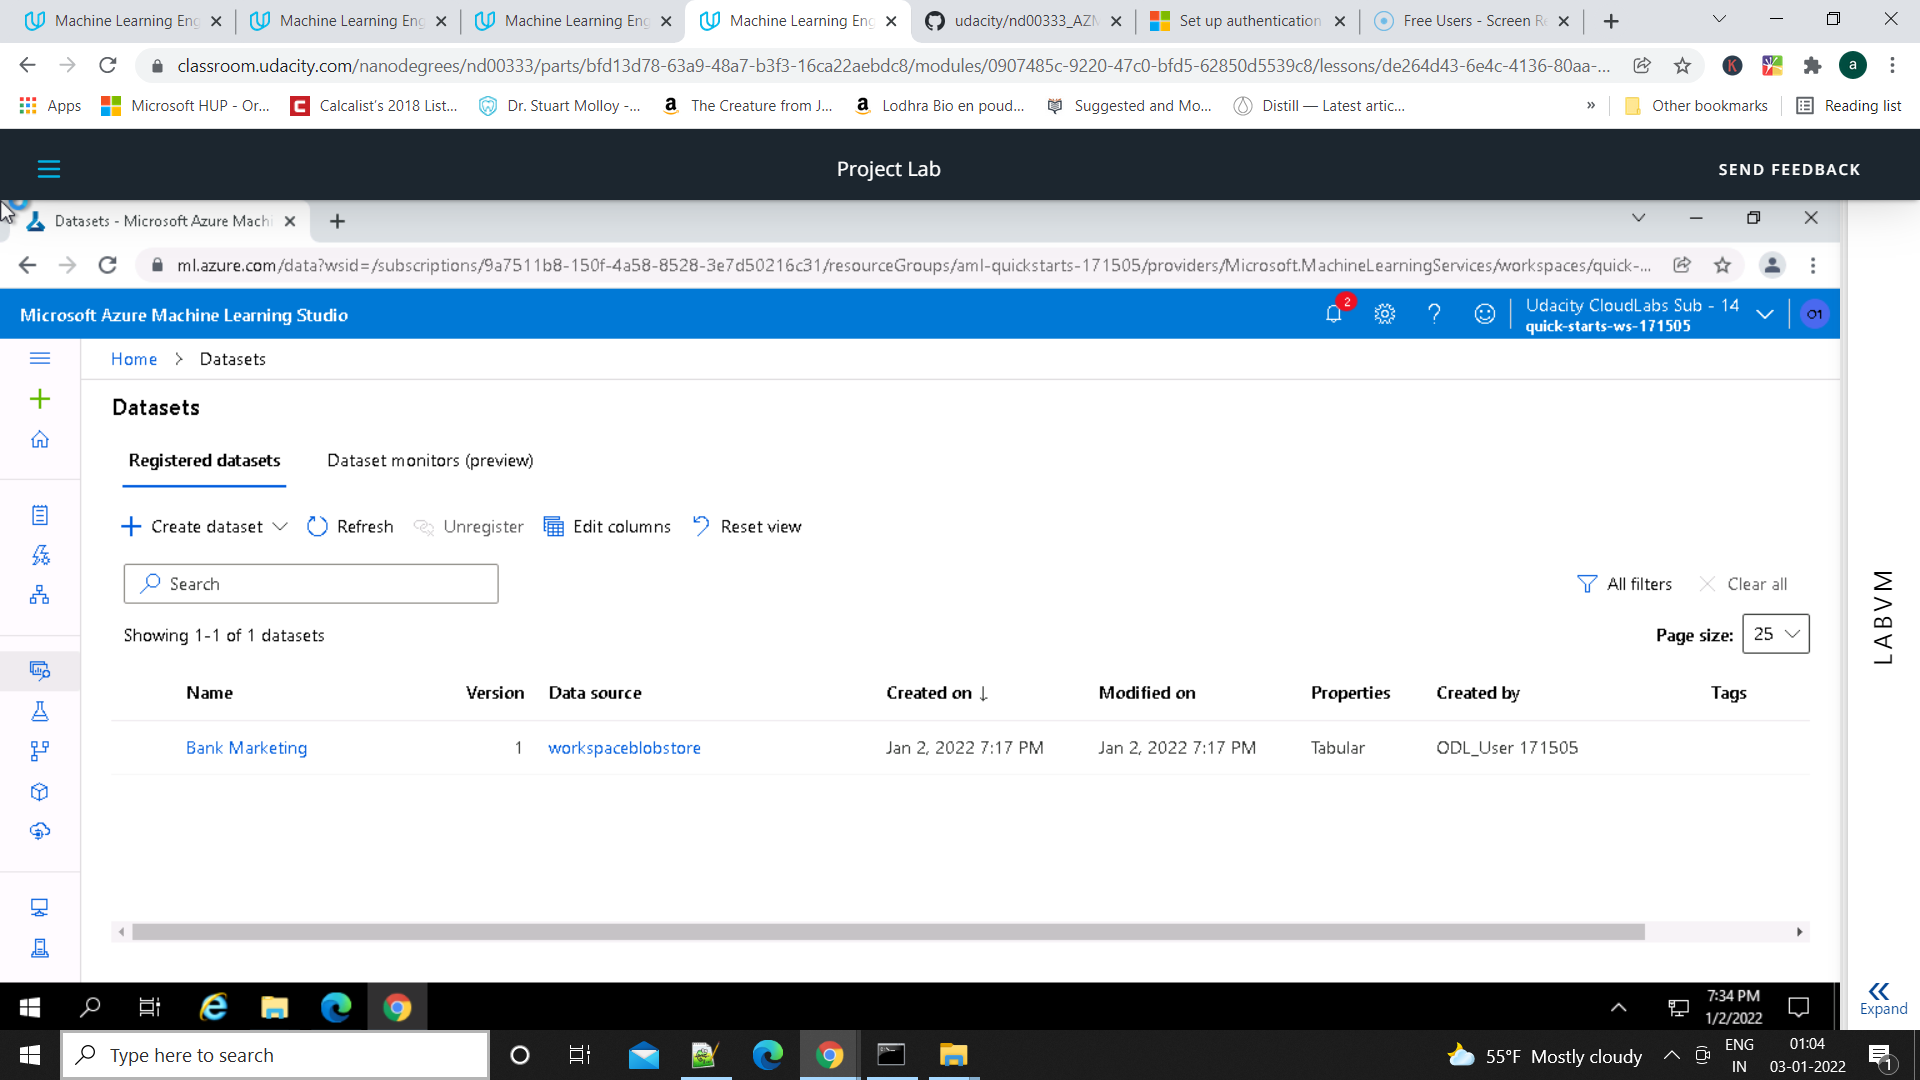 Machine Learning Eng
Machine Learning Eng
Machine Learning Eng
Machine Learning Eng
udacity/nd00333_AZM
Set up authentication
Free Users - Screen Re
classroom.udacity.com/nanodegrees/nd00333/parts/bfd13d78-63a9-48a7-b3f3-16ca22aebdc8/modules/0907485c-9220-47c0-bfd5-62850d5539c8/lessons/de264d43-6e4c-4136-80aa-...
K
a
Apps
Microsoft HUP - Or...
Calcalist's 2018 List...
Dr. Stuart Molloy -...
The Creature from J...
Lodhra Bio en poud...
Suggested and Mo...
Distill — Latest artic...
»
Other bookmarks
Reading list
Project Lab
SEND FEEDBACK
Datasets - Microsoft Azure Machi
ml.azure.com/data?wsid=/subscriptions/9a7511b8-150f-4a58-8528-3e7d50216c31/resourceGroups/aml-quickstarts-171505/providers/Microsoft.MachineLearningServices/workspaces/quick-...
Microsoft Azure Machine Learning Studio
2
Udacity CloudLabs Sub - 14
quick-starts-ws-171505
O1
Home > Datasets
Datasets
Registered datasets
Dataset monitors (preview)
Create dataset
Refresh
Unregister
Edit columns
Reset view
Search
All filters
Clear all
Showing 1-1 of 1 datasets
Page size: 25
Name Version Data source Created on ↓ Modified on Properties Created by Tags
Bank Marketing 1 workspaceblobstore Jan 2, 2022 7:17 PM Jan 2, 2022 7:17 PM Tabular ODL_User 171505
LABVM
Expand
7:34 PM
1/2/2022
Type here to search
55°F Mostly cloudy
ENG
IN
01:04
03-01-2022
1